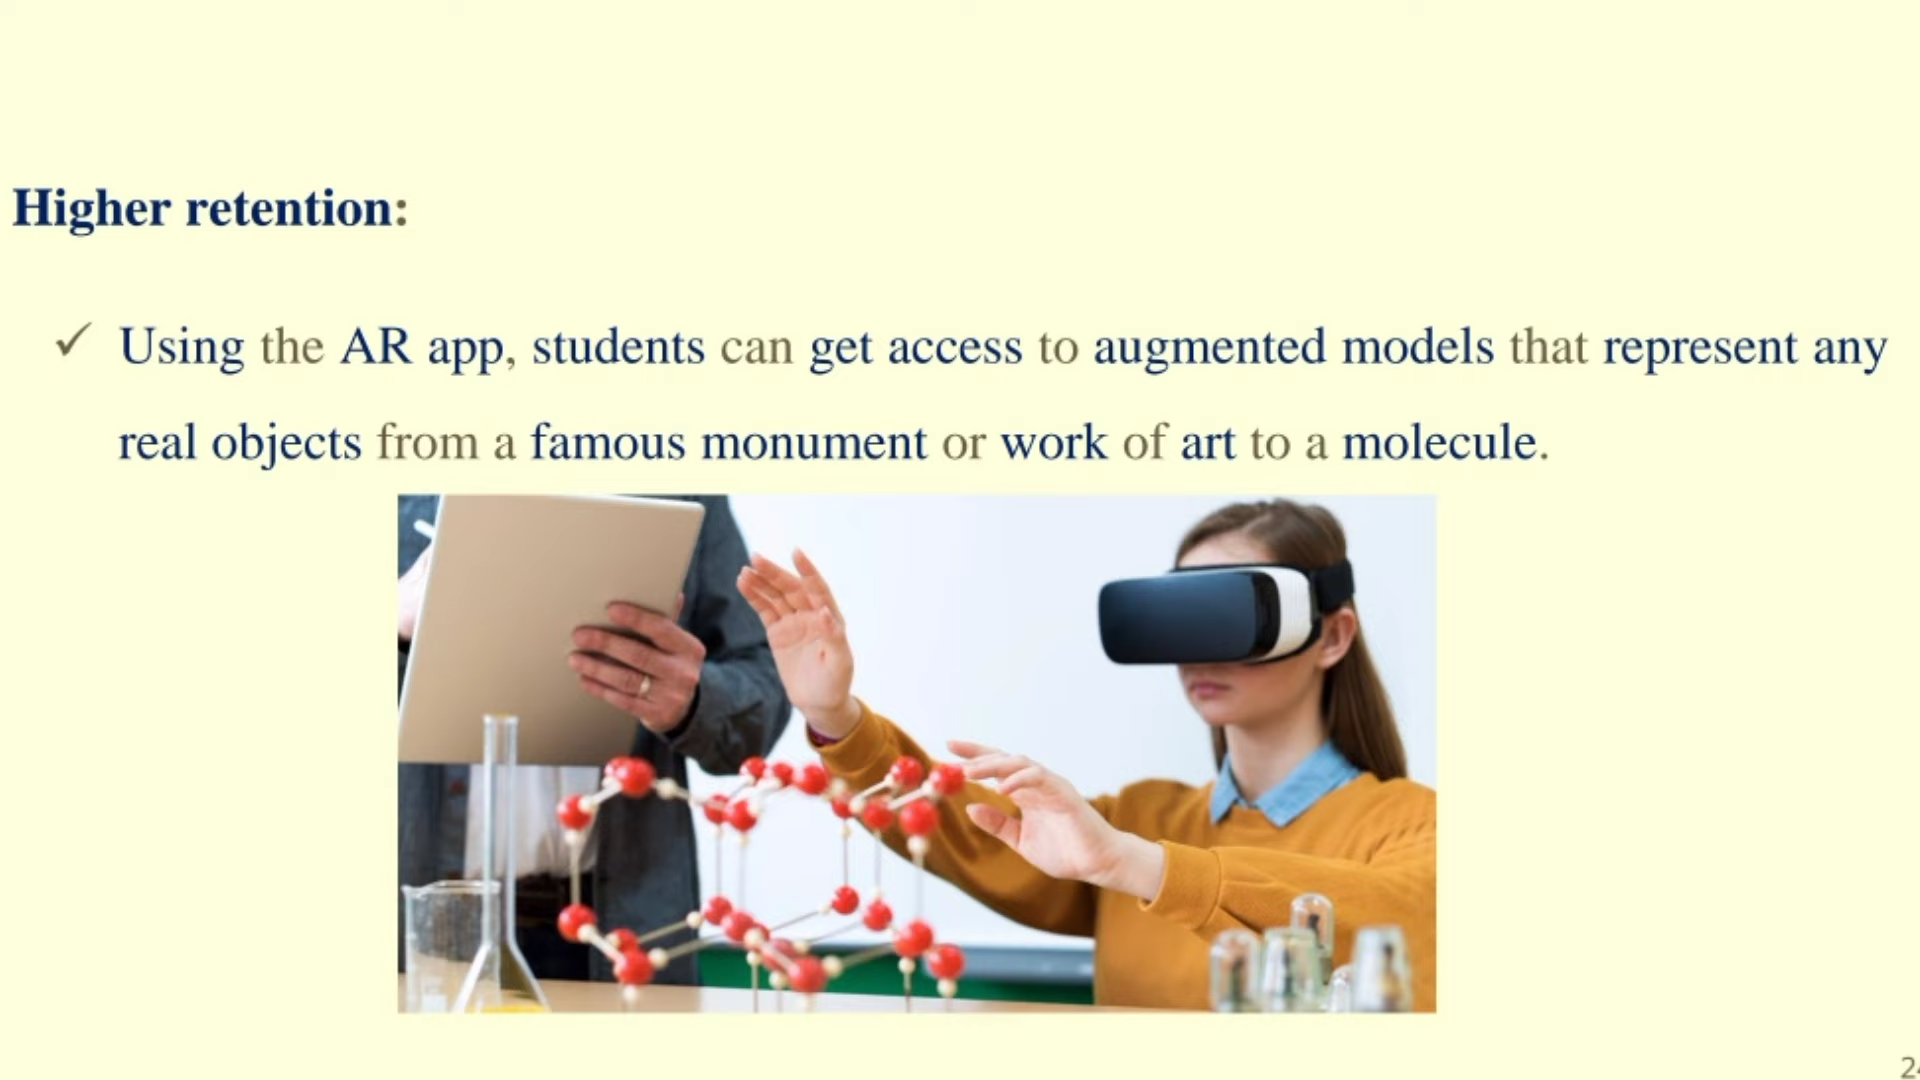 Higher retention:
✓ Using the AR app, students can get access to augmented models that represent any
real objects from a famous monument or work of art to a molecule.